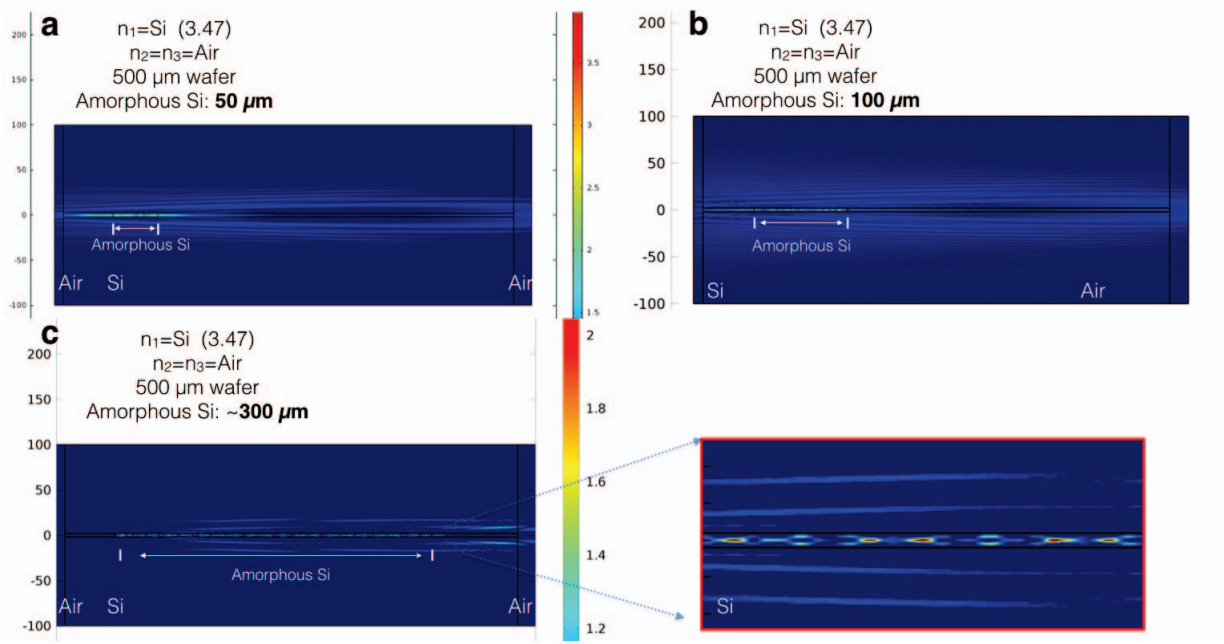 a
n₁=Si (3.47)
n₂=n₃=Air
500 µm wafer
Amorphous Si: 50 µm
200
150
100
50
0
-50
-100
Amorphous Si
Air
Si
Air
3.5
3
2.5
2
1.5
b
n₁=Si (3.47)
n₂=n₃=Air
500 µm wafer
Amorphous Si: 100 µm
200
150
100
50
0
-50
-100
Amorphous Si
Si
Air
c
n₁=Si (3.47)
n₂=n₃=Air
500 µm wafer
Amorphous Si: ~300 µm
200
150
100
50
0
-50
-100
Amorphous Si
Air
Si
Air
2
1.8
1.6
1.4
1.2
Si